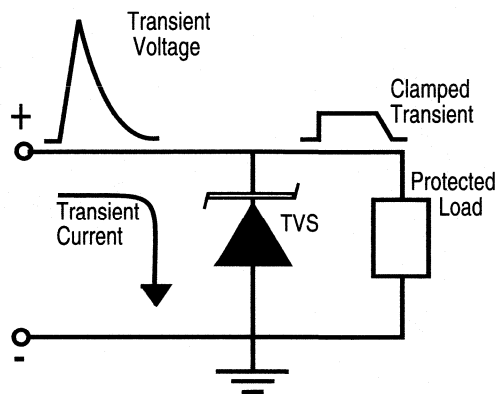 Transient
Voltage
Clamped
Transient
+
Protected
Load
Transient
Current
TVS
-